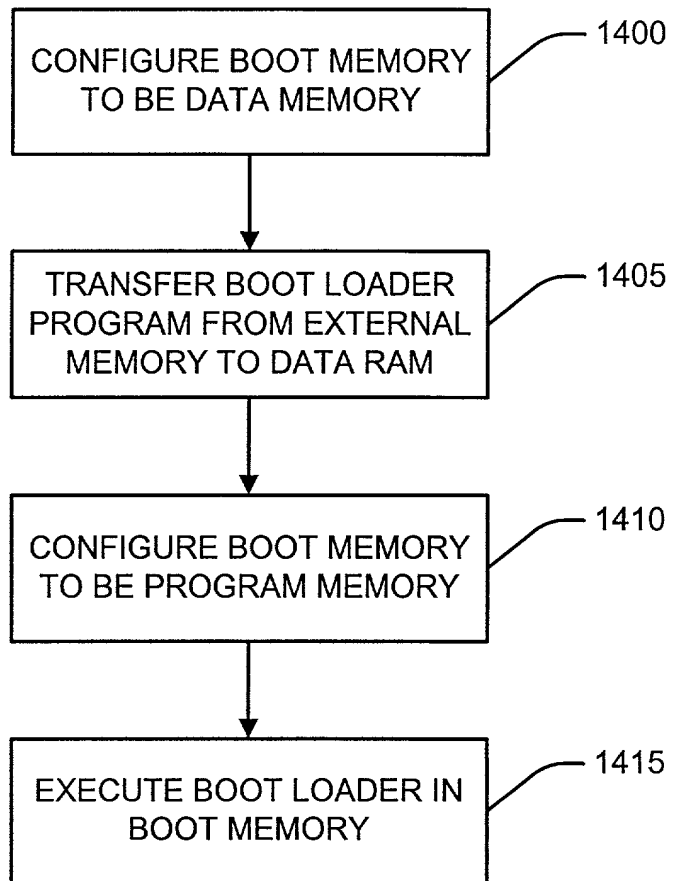 1400
CONFIGURE BOOT MEMORY
TO BE DATA MEMORY
1405
TRANSFER BOOT LOADER
PROGRAM FROM EXTERNAL
MEMORY TO DATA RAM
1410
CONFIGURE BOOT MEMORY
TO BE PROGRAM MEMORY
1415
EXECUTE BOOT LOADER IN
BOOT MEMORY